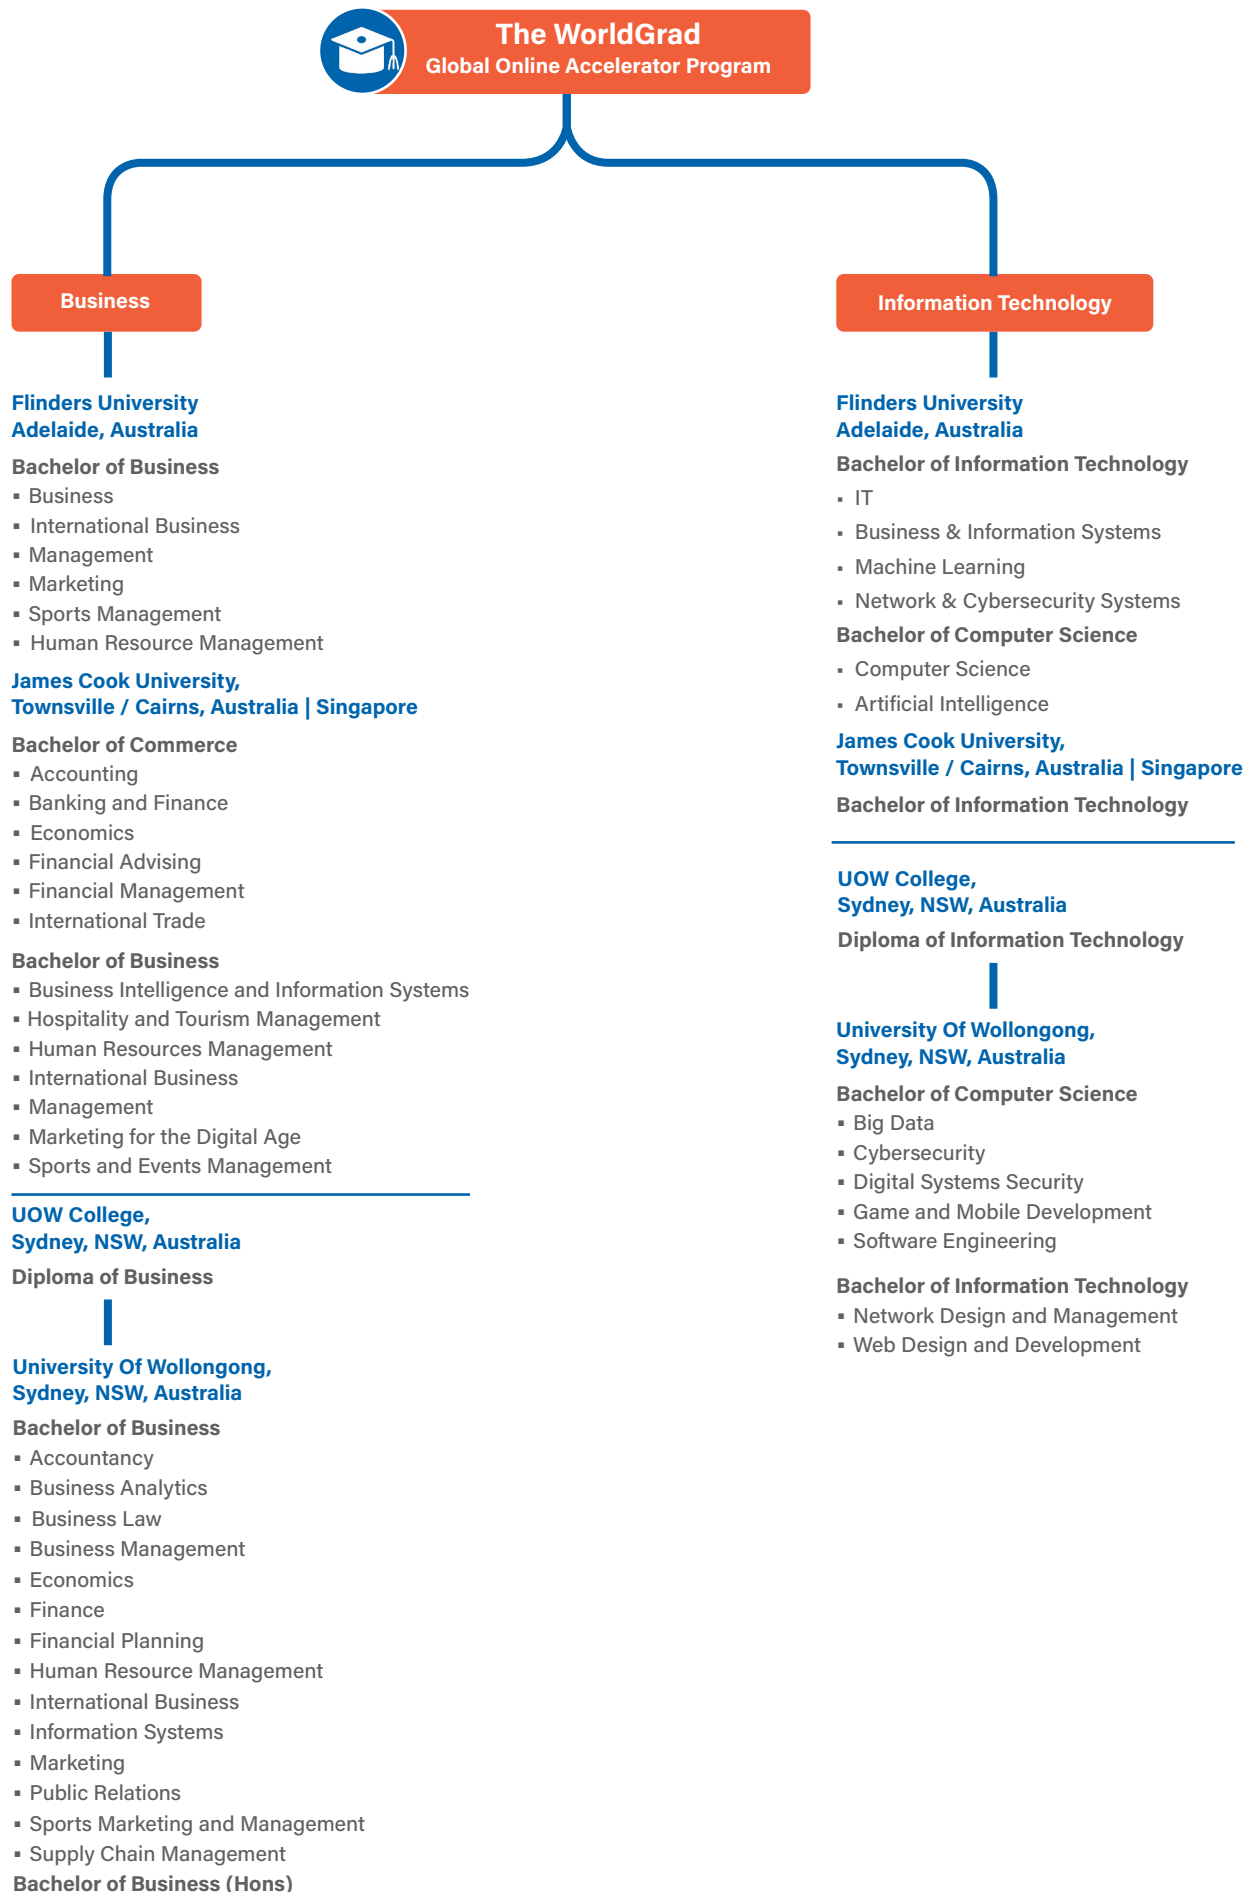 The WorldGrad
Global Online Accelerator Program
Business
Flinders University
Adelaide, Australia
Bachelor of Business
▪ Business
▪ International Business
▪ Management
▪ Marketing
▪ Sports Management
▪ Human Resource Management
James Cook University,
Townsville / Cairns, Australia | Singapore
Bachelor of Commerce
▪ Accounting
▪ Banking and Finance
▪ Economics
▪ Financial Advising
▪ Financial Management
▪ International Trade
Bachelor of Business
▪ Business Intelligence and Information Systems
▪ Hospitality and Tourism Management
▪ Human Resources Management
▪ International Business
▪ Management
▪ Marketing for the Digital Age
▪ Sports and Events Management
UOW College,
Sydney, NSW, Australia
Diploma of Business
University Of Wollongong,
Sydney, NSW, Australia
Bachelor of Business
▪ Accountancy
▪ Business Analytics
▪ Business Law
▪ Business Management
▪ Economics
▪ Finance
▪ Financial Planning
▪ Human Resource Management
▪ International Business
▪ Information Systems
▪ Marketing
▪ Public Relations
▪ Sports Marketing and Management
▪ Supply Chain Management
Bachelor of Business (Hons)
Information Technology
Flinders University
Adelaide, Australia
Bachelor of Information Technology
▪ IT
▪ Business & Information Systems
▪ Machine Learning
▪ Network & Cybersecurity Systems
Bachelor of Computer Science
▪ Computer Science
▪ Artificial Intelligence
James Cook University,
Townsville / Cairns, Australia | Singapore
Bachelor of Information Technology
UOW College,
Sydney, NSW, Australia
Diploma of Information Technology
University Of Wollongong,
Sydney, NSW, Australia
Bachelor of Computer Science
▪ Big Data
▪ Cybersecurity
▪ Digital Systems Security
▪ Game and Mobile Development
▪ Software Engineering
Bachelor of Information Technology
▪ Network Design and Management
▪ Web Design and Development